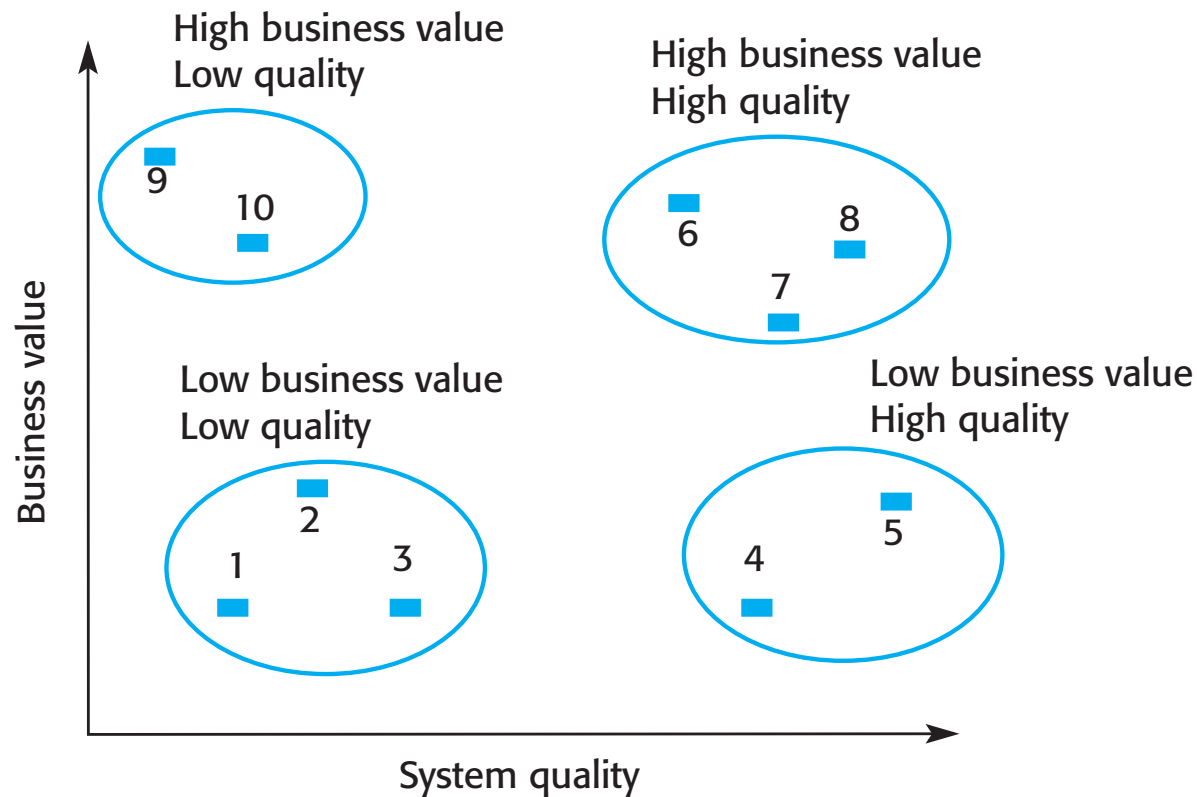 High business value
Low quality
High business value
High quality
9
10
6
8
7
Business value
Low business value
Low quality
Low business value
High quality
2
1
3
5
4
System quality